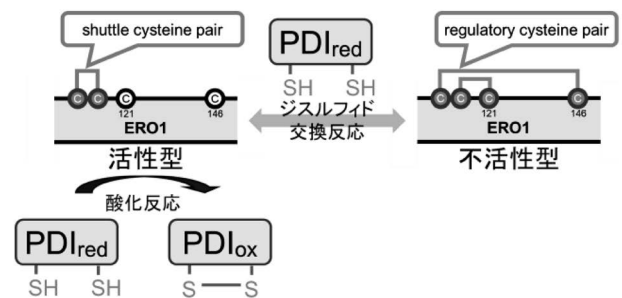 shuttle cysteine pair
PDIred
regulatory cysteine pair
SH SH
C C C C
121 146
ERO1
活性型
ジスルフィド
交換反応
C C C C
121 146
ERO1
不活性型
酸化反応
PDIred
PDIox
SH SH
S S